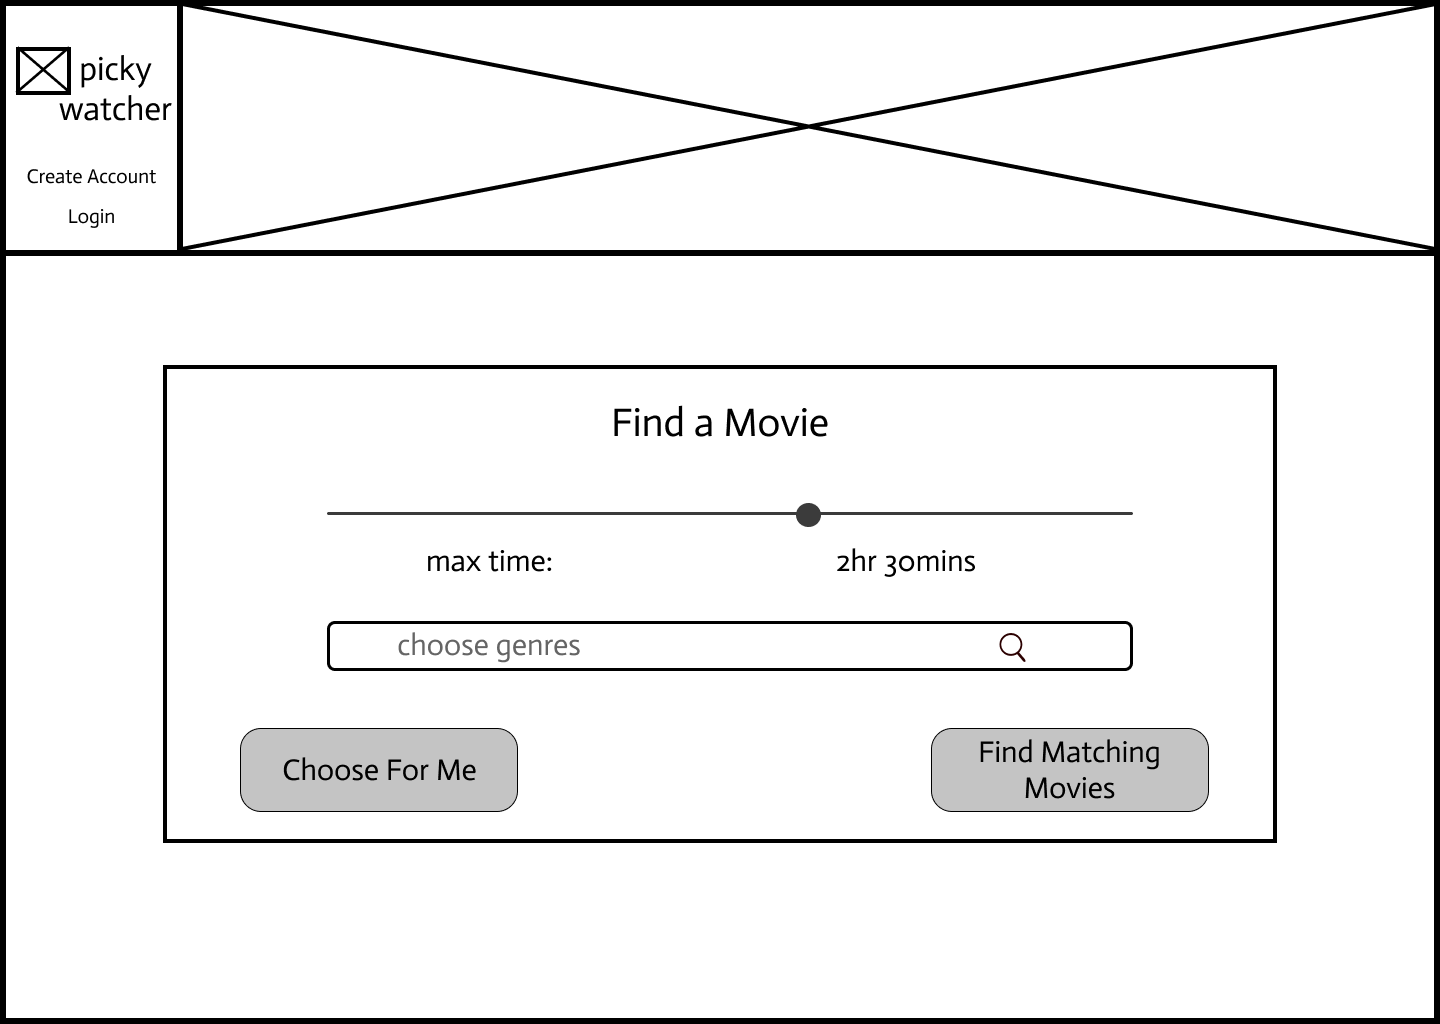 picky
watcher
Create Account
Login
Find a Movie
max time:
2hr 30mins
choose genres
Choose For Me
Find Matching
Movies